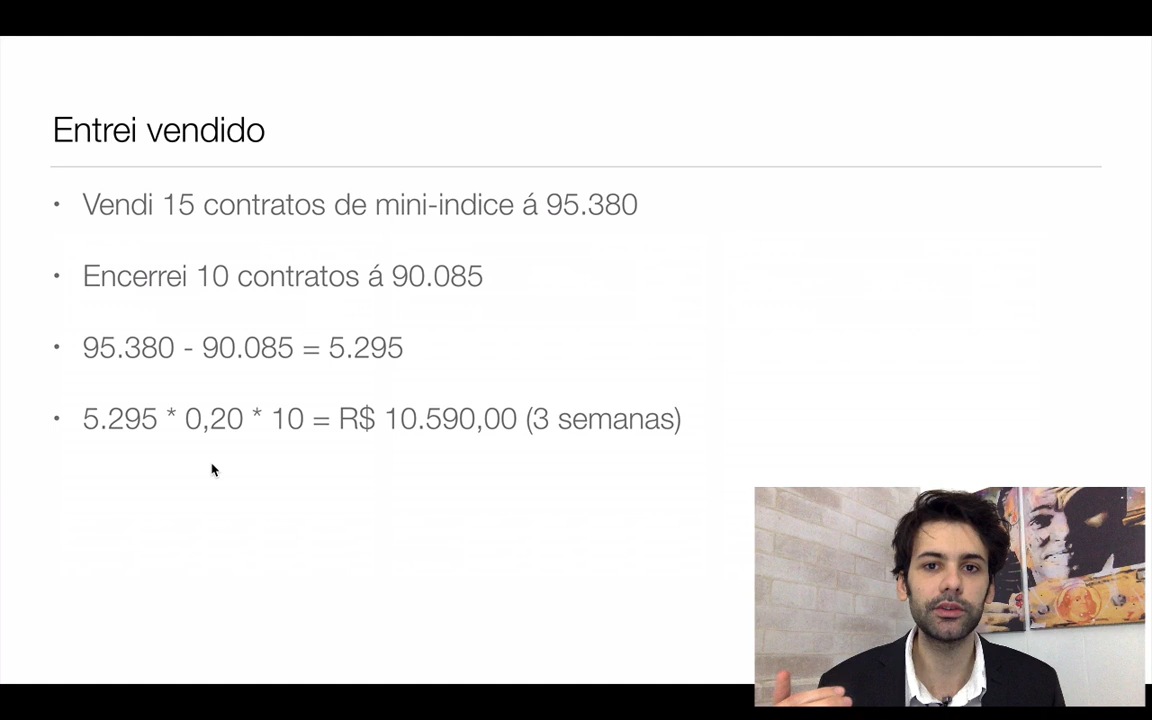 Entrei vendido
• Vendi 15 contratos de mini-indice á 95.380
• Encerrei 10 contratos á 90.085
• 95.380 - 90.085 = 5.295
• 5.295 * 0,20 * 10 = R$ 10.590,00 (3 semanas)